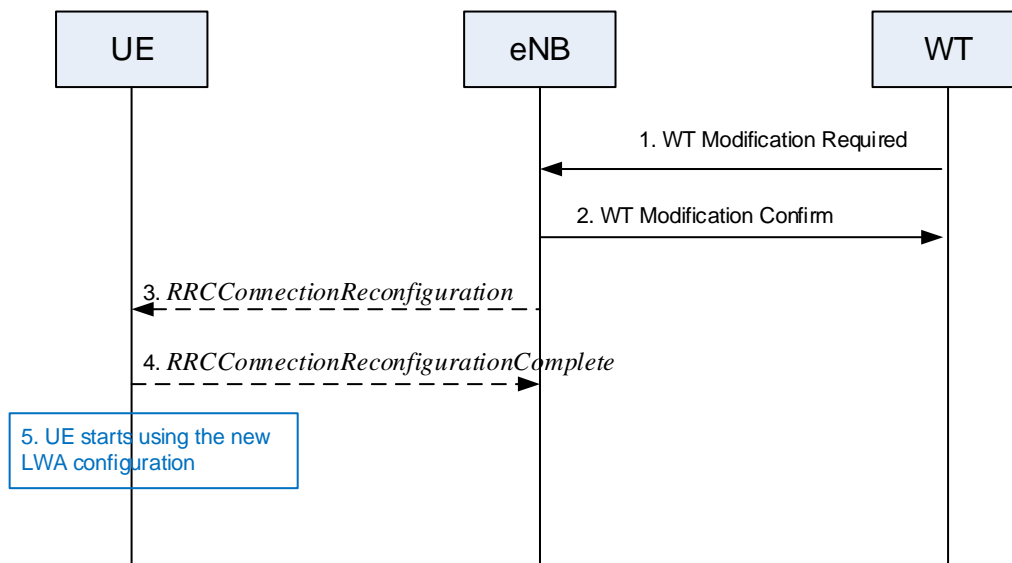 UE
eNB
WT
1. WT Modification Required
2. WT Modification Confirm
3. RRCConnectionReconfiguration
4. RRCConnectionReconfigurationComplete
5. UE starts using the new
LWA configuration